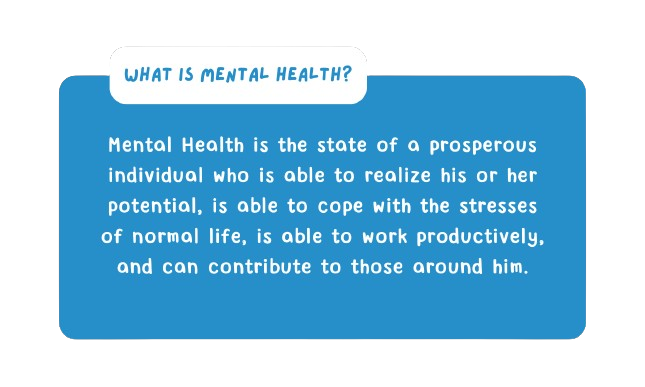 WHAT IS MENTAL HEALTH?
Mental Health is the state of a prosperous
individual who is able to realize his or her
potential, is able to cope with the stresses
of normal life, is able to work productively,
and can contribute to those around him.